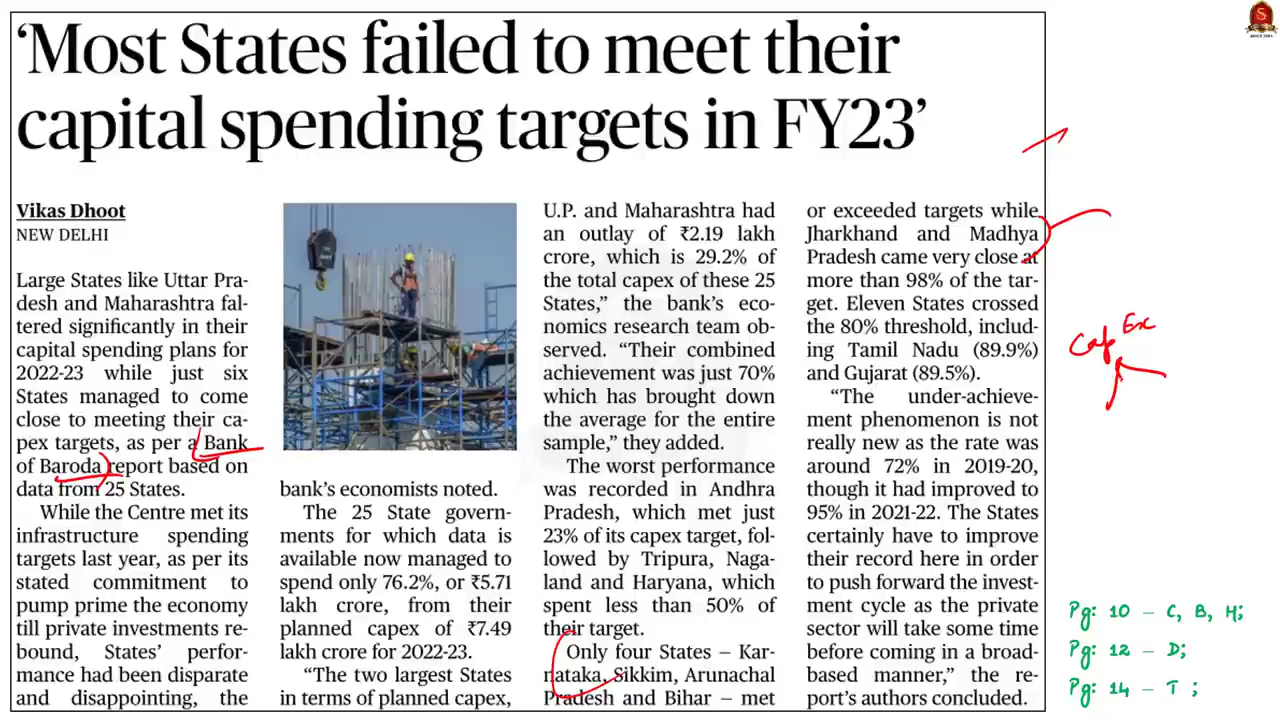 ‘Most States failed to meet their
capital spending targets in FY23’
Vikas Dhoot
NEW DELHI
Large States like Uttar Pra-
desh and Maharashtra fal-
tered significantly in their
capital spending plans for
2022-23 while just six
States managed to come
close to meeting their ca-
pex targets, as per a Bank
of Baroda report based on
data from 25 States.
While the Centre met its
infrastructure spending
targets last year, as per its
stated commitment to
pump prime the economy
till private investments re-
bound, States’ perfor-
mance had been disparate
and disappointing, the
bank’s economists noted.
The 25 State govern-
ments for which data is
available now managed to
spend only 76.2%, or ₹5.71
lakh crore, from their
planned capex of ₹7.49
lakh crore for 2022-23.
“The two largest States
in terms of planned capex,
U.P. and Maharashtra had
an outlay of ₹2.19 lakh
crore, which is 29.2% of
the total capex of these 25
States,” the bank’s eco-
nomics research team ob-
served. “Their combined
achievement was just 70%
which has brought down
the average for the entire
sample,” they added.
The worst performance
was recorded in Andhra
Pradesh, which met just
23% of its capex target, fol-
lowed by Tripura, Naga-
land and Haryana, which
spent less than 50% of
their target.
Only four States – Kar-
nataka, Sikkim, Arunachal
Pradesh and Bihar – met
or exceeded targets while
Jharkhand and Madhya
Pradesh came very close at
more than 98% of the tar-
get. Eleven States crossed
the 80% threshold, includ-
ing Tamil Nadu (89.9%)
and Gujarat (89.5%).
“The under-achieve-
ment phenomenon is not
really new as the rate was
around 72% in 2019-20,
though it had improved to
95% in 2021-22. The States
certainly have to improve
their record here in order
to push forward the invest-
ment cycle as the private
sector will take some time
before coming in a broad-
based manner,” the re-
port’s authors concluded.
Cap Ex
Pg: 10 – C, B, H;
Pg: 12 – D;
Pg: 14 – T ;